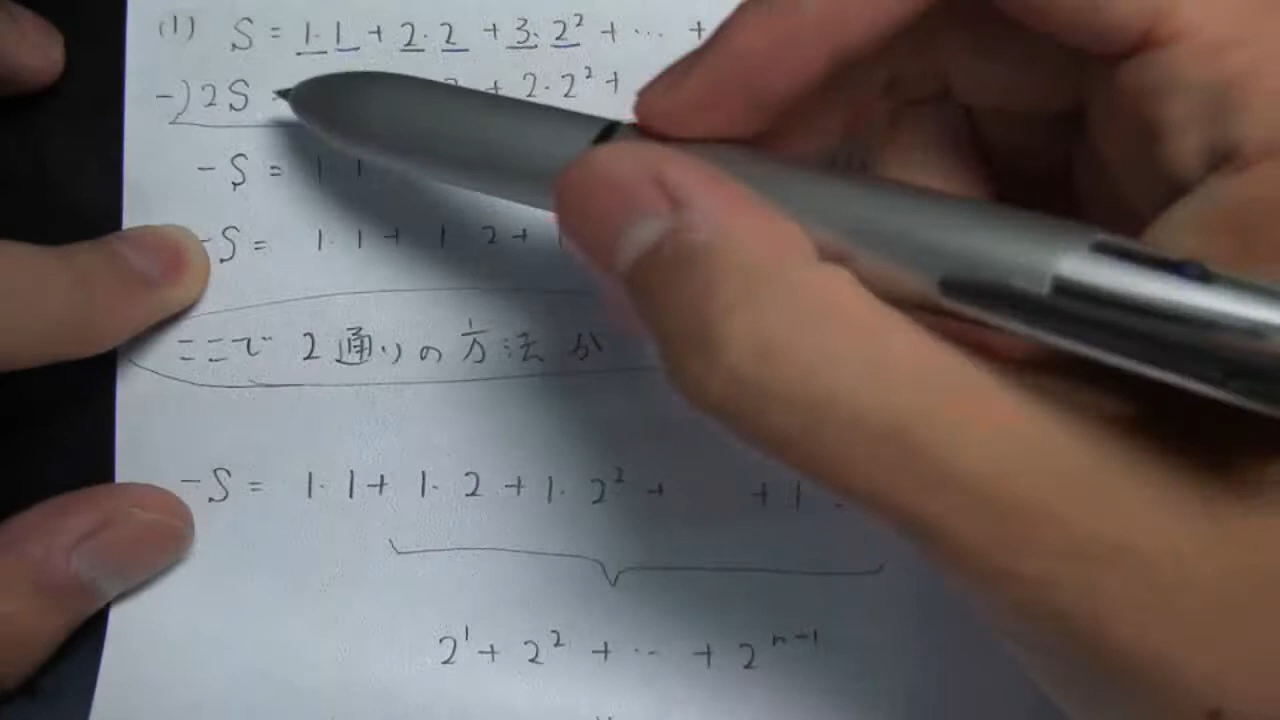 (1) S = 1・1 + 2・2 + 3・2² + … +
-) 2S + 2・2² +
-S = 1 1
-S = 1・1 + 1 2 +
ここで 2通りの方法が
-S = 1・1 + 1・2 + 1・2² + + 1
2¹ + 2² + … + 2ⁿ⁻¹